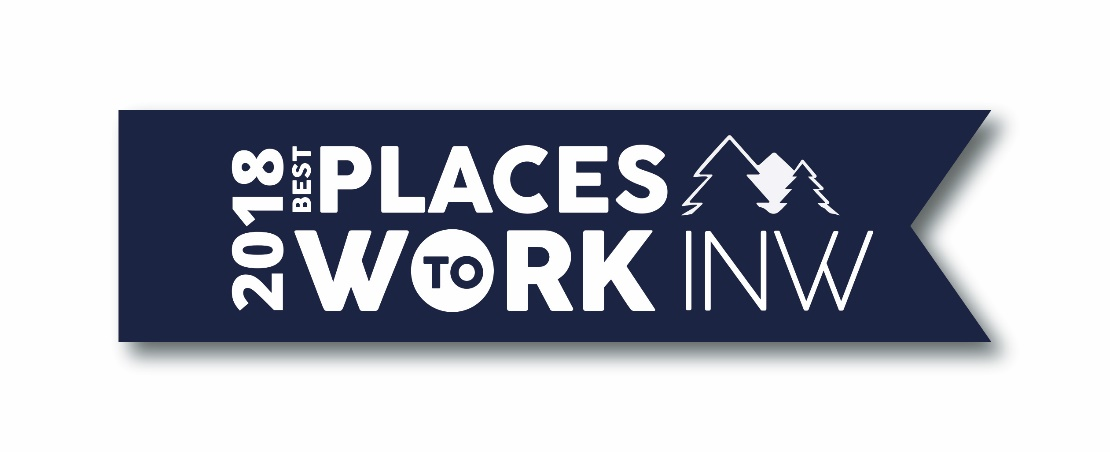 2018
BEST
PLACES
WORK
TO
INW